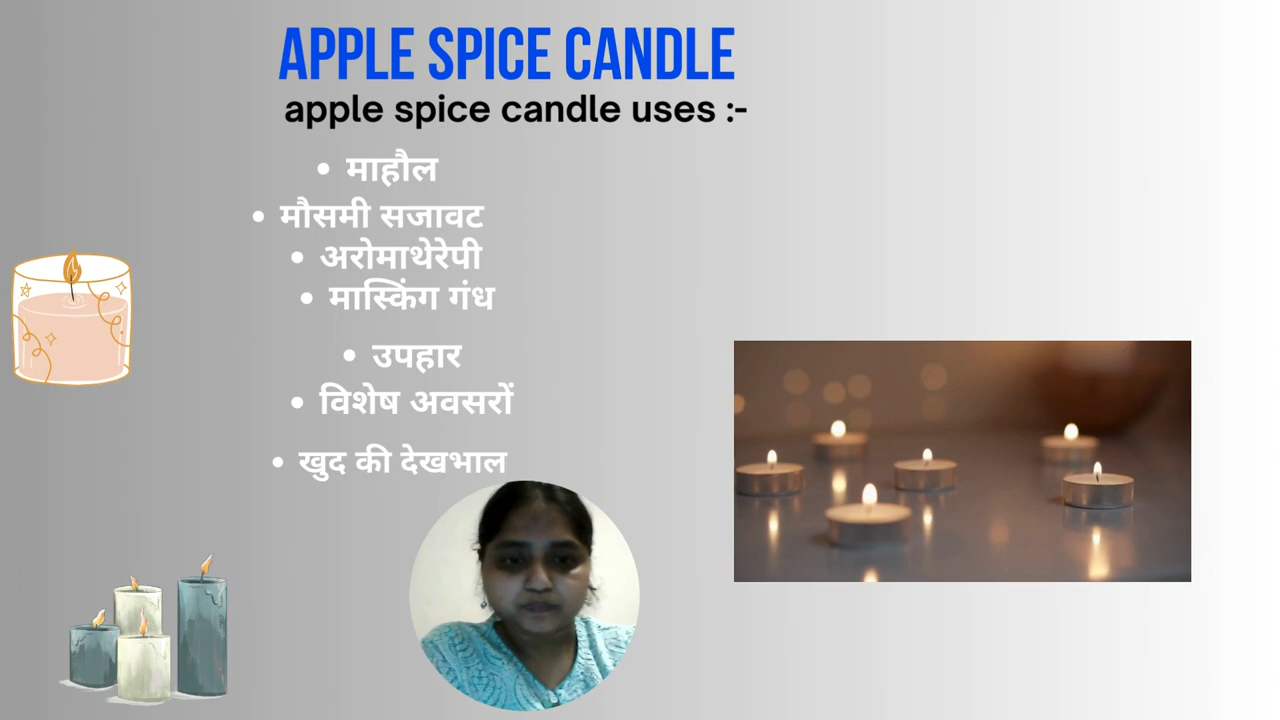 APPLE SPICE CANDLE
apple spice candle uses :-
• माहौल
• मौसमी सजावट
• अरोमाथेरेपी
• मास्किंग गंध
• उपहार
• विशेष अवसरों
• खुद की देखभाल